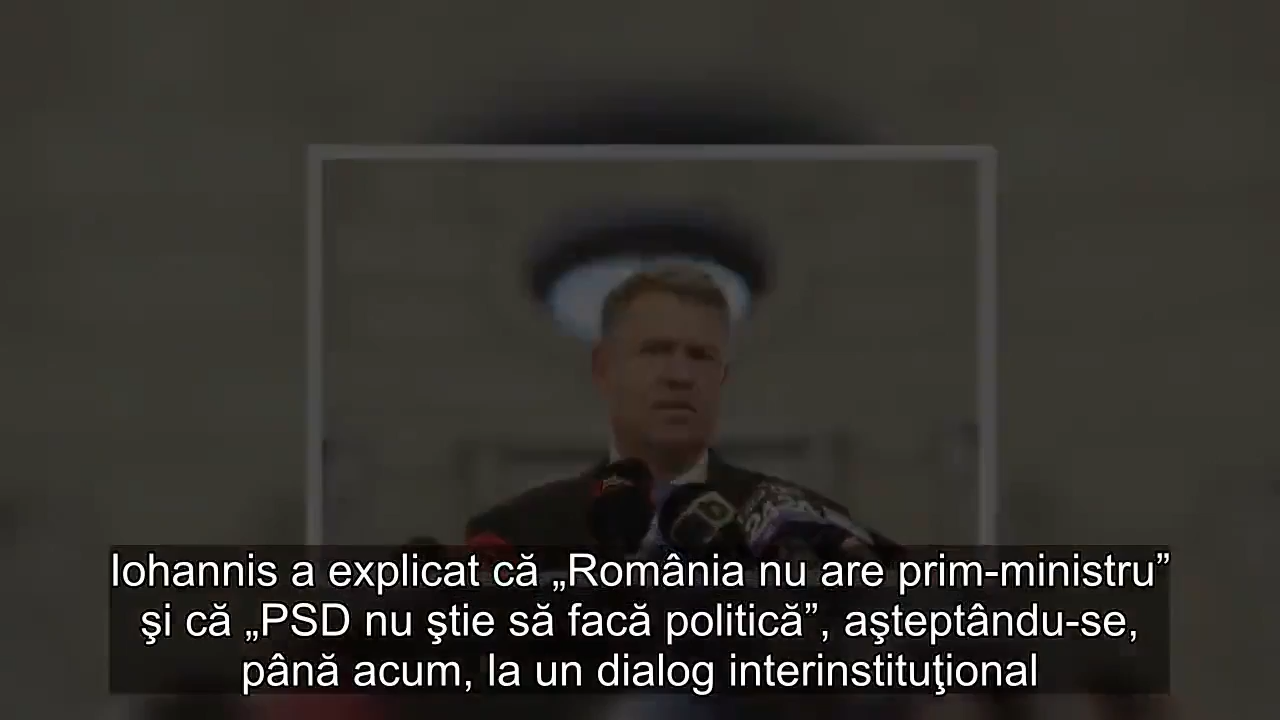 Iohannis a explicat că „România nu are prim-ministru”
şi că „PSD nu ştie să facă politică”, aşteptându-se,
până acum, la un dialog interinstituţional